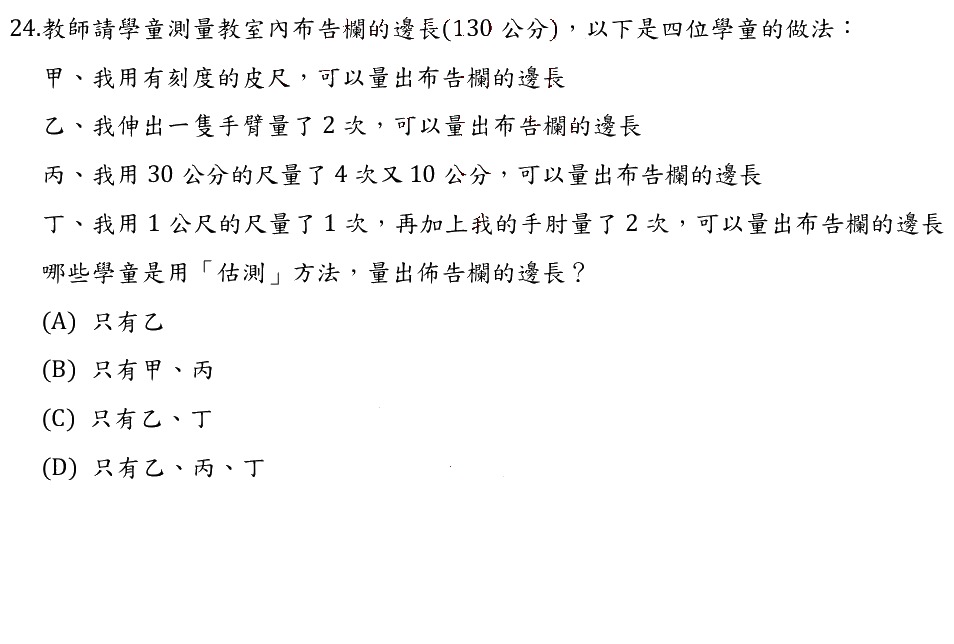 24.教師請學童測量教室內布告欄的邊長(130 公分)，以下是四位學童的做法：
甲、我用有刻度的皮尺，可以量出布告欄的邊長
乙、我伸出一隻手臂量了 2 次，可以量出布告欄的邊長
丙、我用 30 公分的尺量了 4 次又 10 公分，可以量出布告欄的邊長
丁、我用 1 公尺的尺量了 1 次，再加上我的手肘量了 2 次，可以量出布告欄的邊長
哪些學童是用「估測」方法，量出佈告欄的邊長？
(A) 只有乙
(B) 只有甲、丙
(C) 只有乙、丁
(D) 只有乙、丙、丁